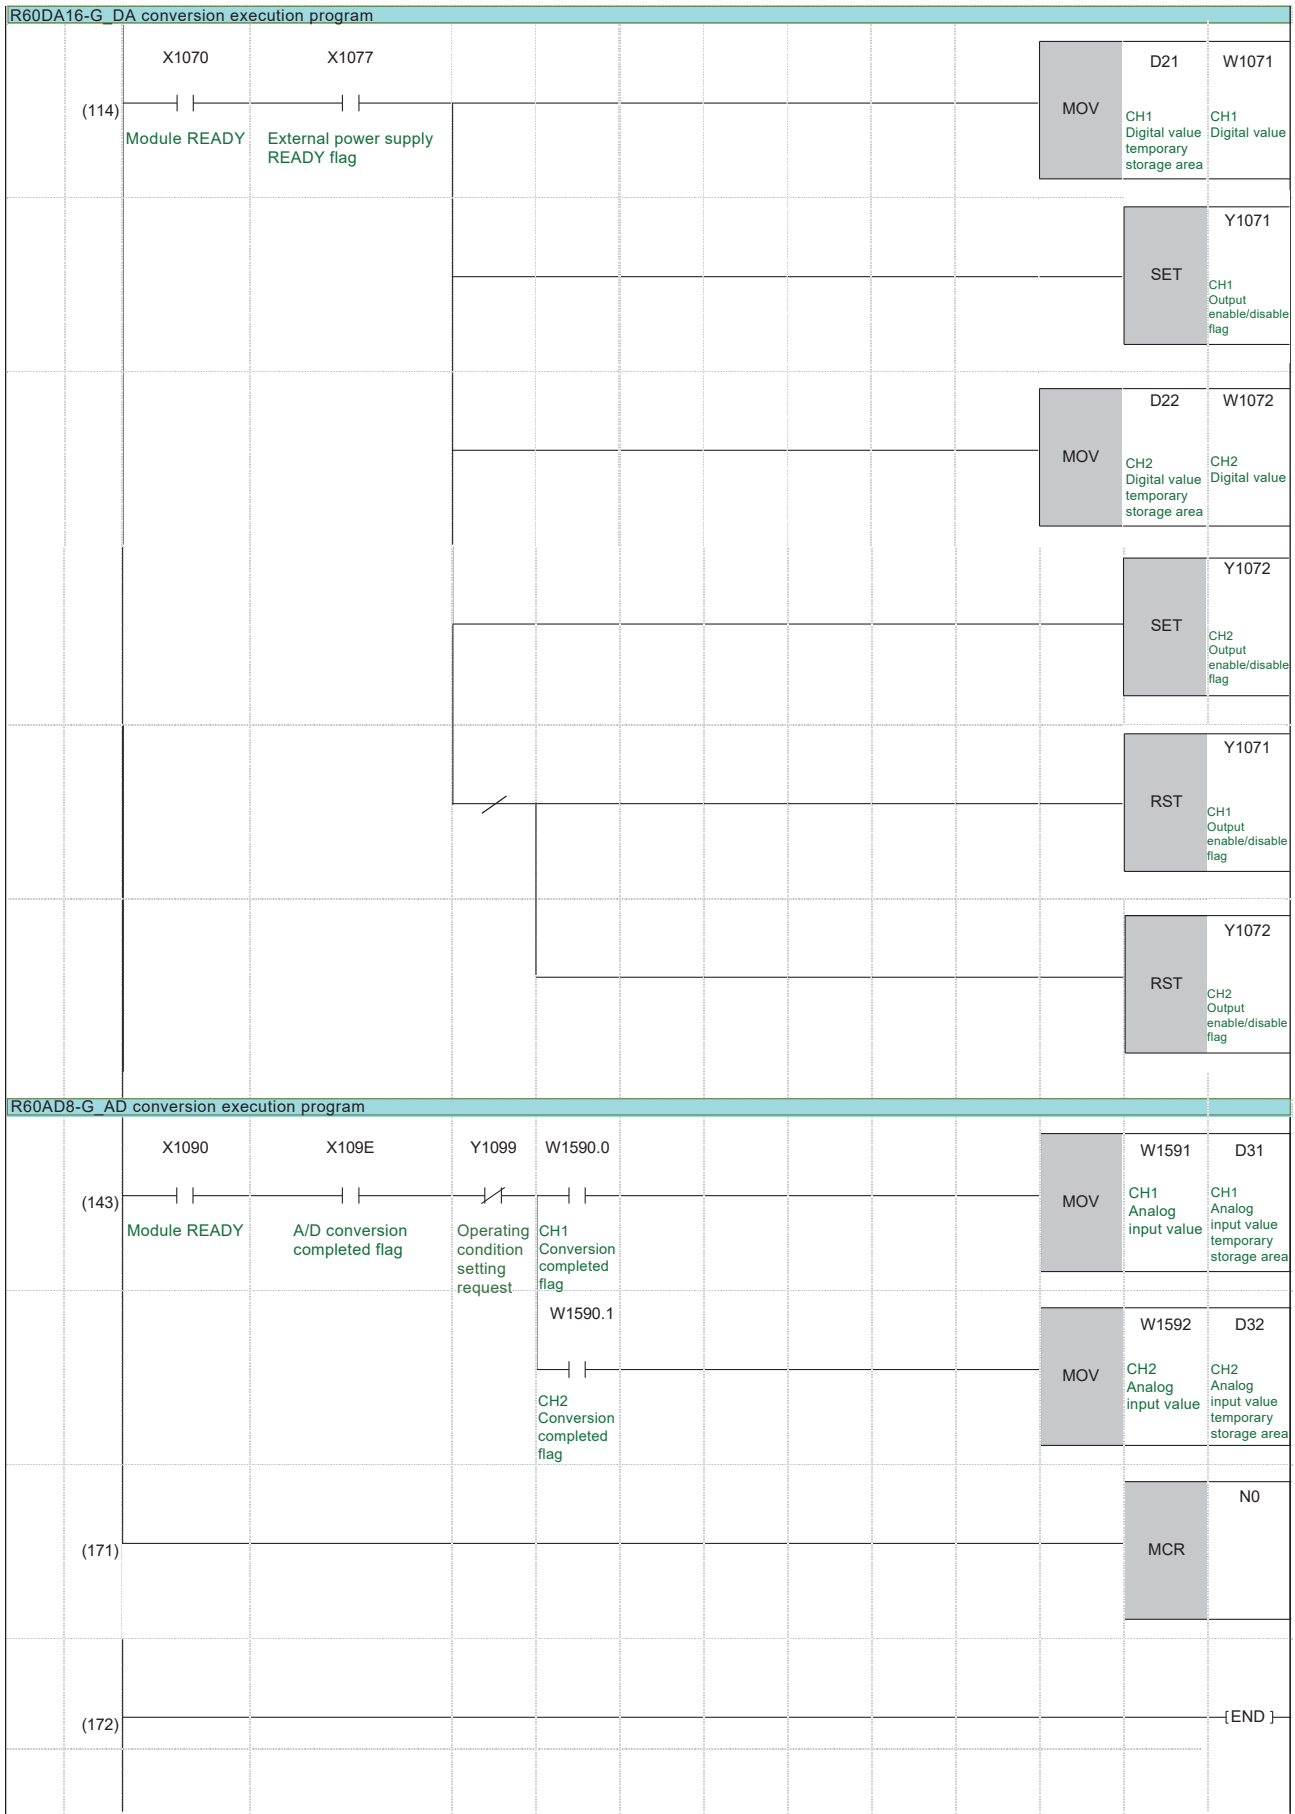 R60DA16-G_DA conversion execution program
X1070
X1077
D21
W1071
(114)
MOV
Module READY
External power supply
READY flag
CH1
Digital value
temporary
storage area
CH1
Digital value
Y1071
SET
CH1
Output
enable/disable
flag
D22
W1072
MOV
CH2
Digital value
temporary
storage area
CH2
Digital value
Y1072
SET
CH2
Output
enable/disable
flag
Y1071
RST
CH1
Output
enable/disable
flag
Y1072
RST
CH2
Output
enable/disable
flag
R60AD8-G_AD conversion execution program
X1090
X109E
Y1099
W1590.0
W1591
D31
(143)
MOV
Module READY
A/D conversion
completed flag
Operating
condition
setting
request
CH1
Conversion
completed
flag
CH1
Analog
input value
CH1
Analog
input value
temporary
storage area
W1590.1
W1592
D32
MOV
CH2
Conversion
completed
flag
CH2
Analog
input value
CH2
Analog
input value
temporary
storage area
N0
(171)
MCR
(172)
[END ]